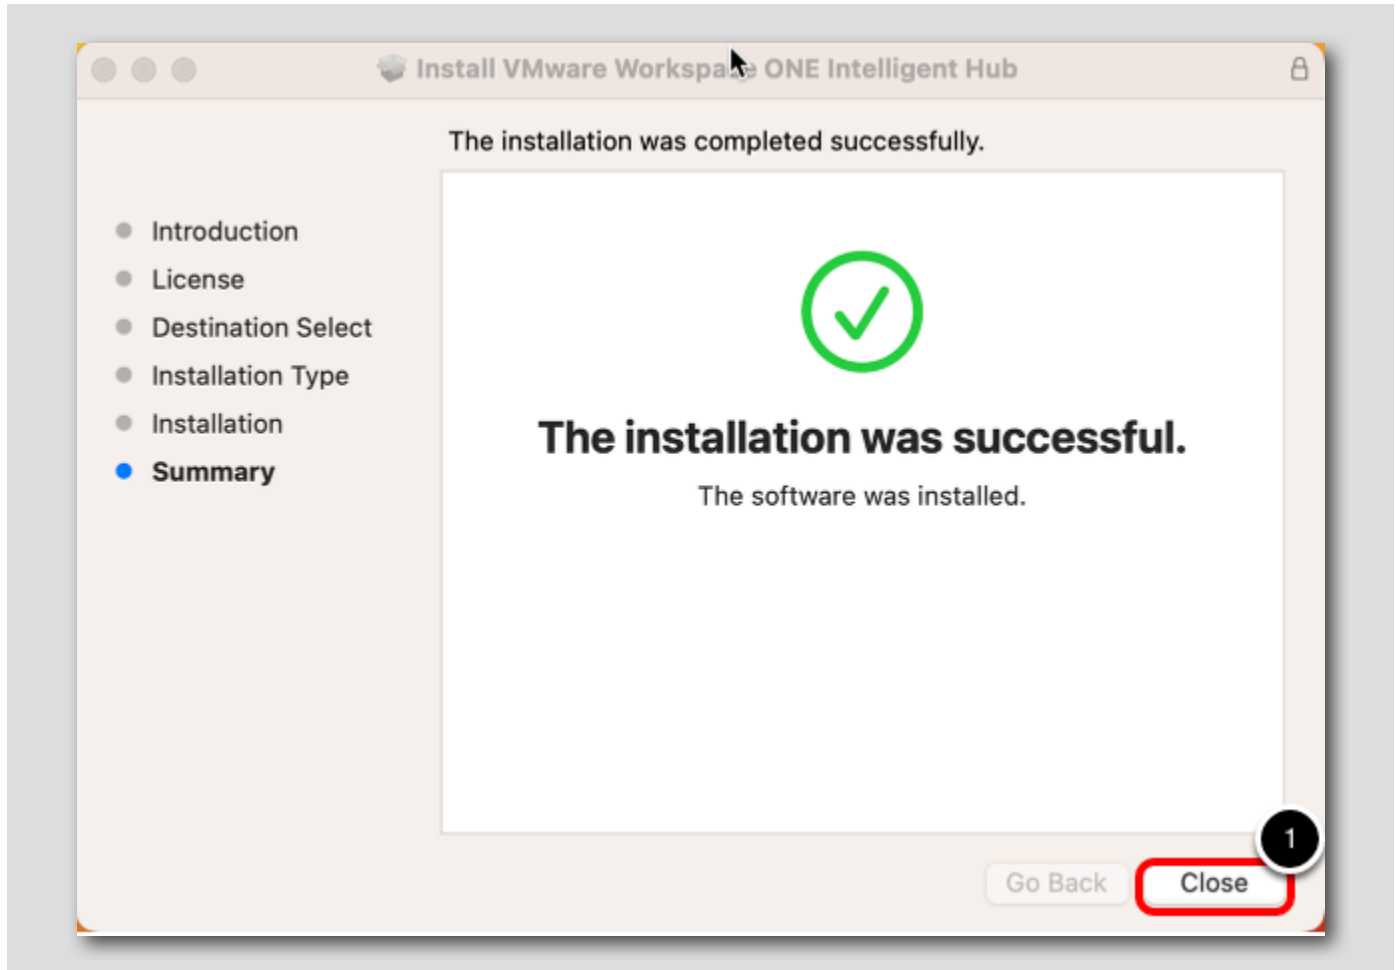 Install VMware Workspace ONE Intelligent Hub
The installation was completed successfully.
Introduction
License
Destination Select
Installation Type
Installation
Summary
The installation was successful.
The software was installed.
1
Go Back
Close